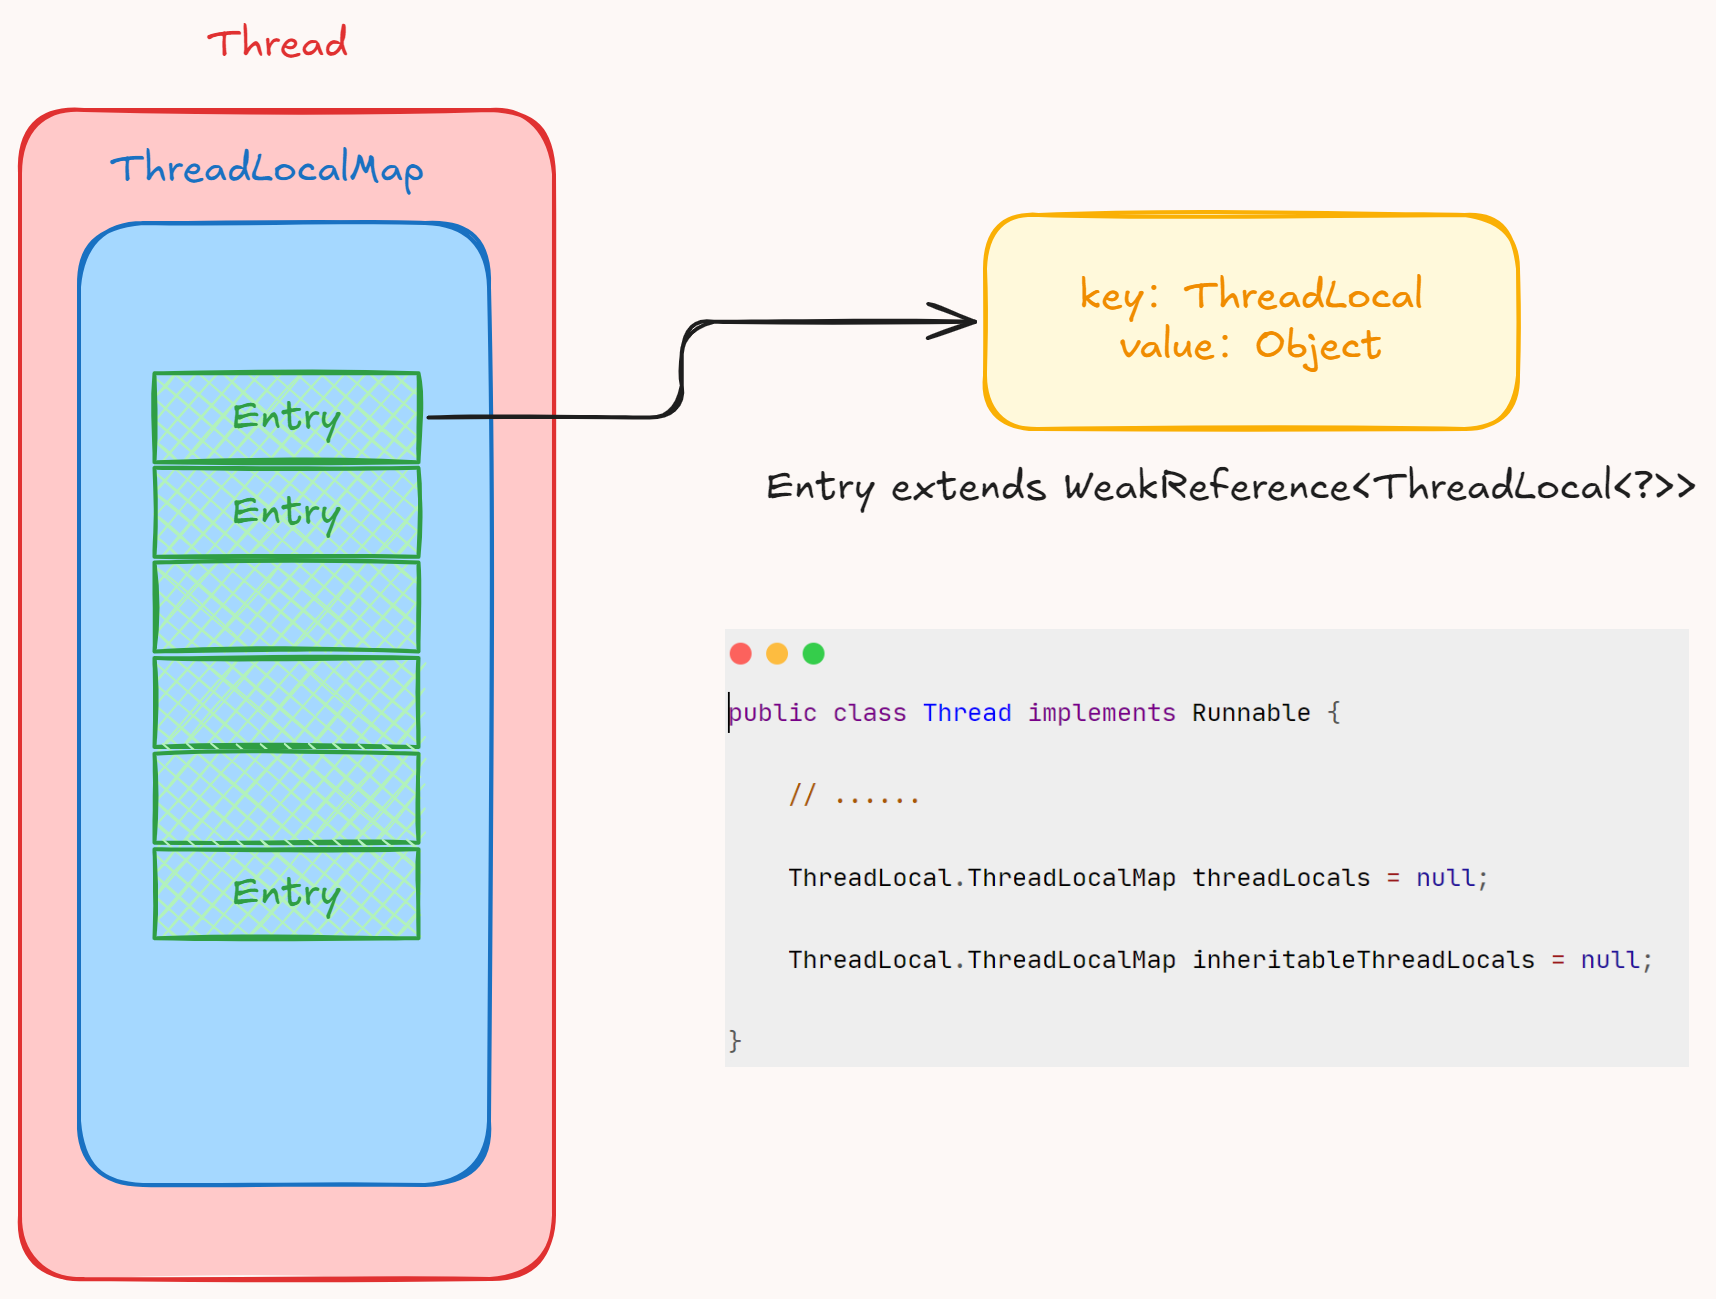 Thread
ThreadLocalMap
Entry
Entry
Entry
key: ThreadLocal
value: Object
Entry extends WeakReference<ThreadLocal<?>>
public class Thread implements Runnable {
// ......
ThreadLocal.ThreadLocalMap threadLocals = null;
ThreadLocal.ThreadLocalMap inheritableThreadLocals = null;
}